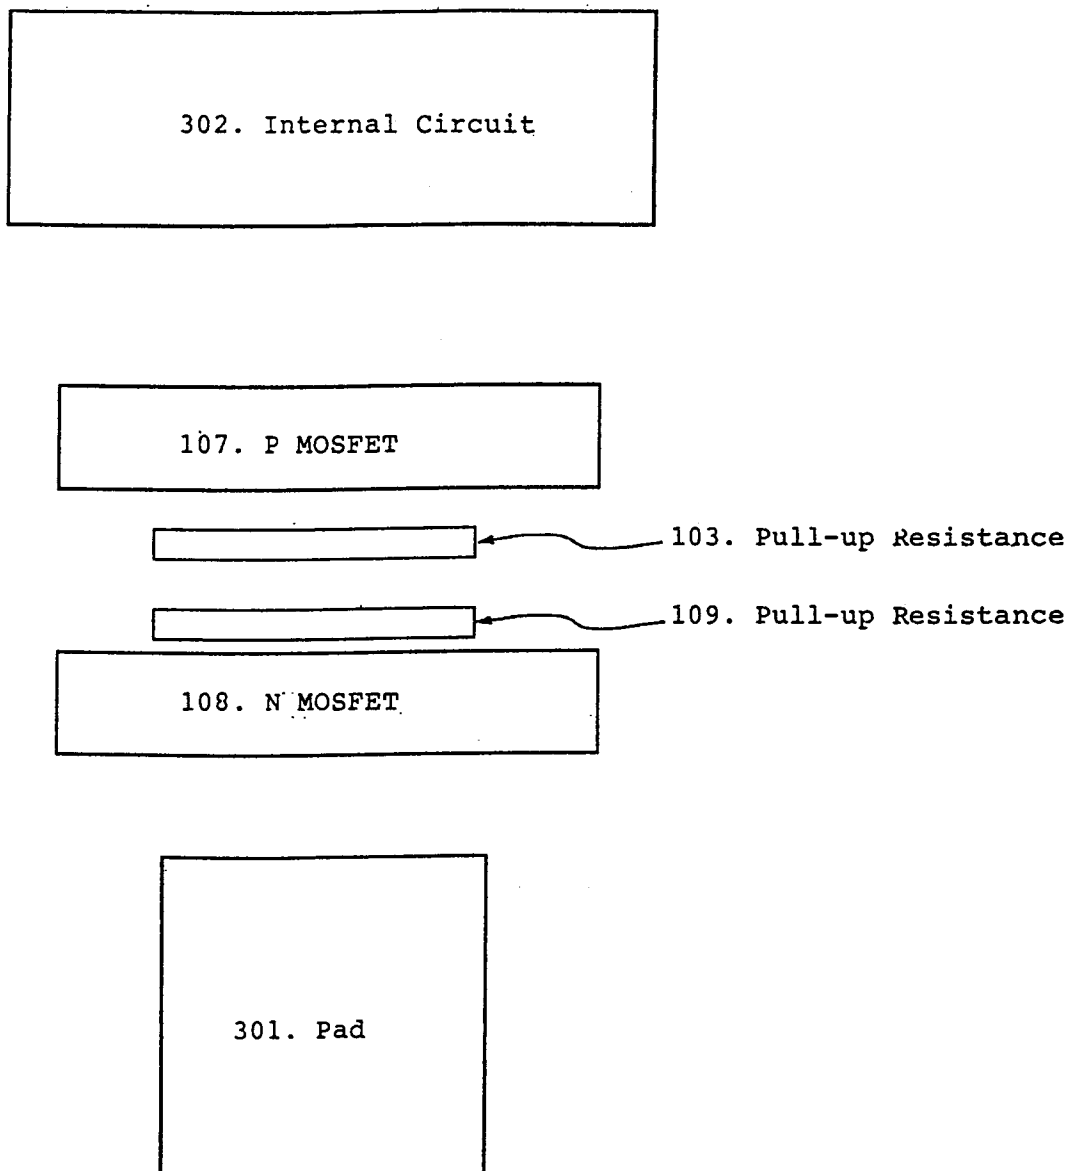 302. Internal Circuit
107. P MOSFET
103. Pull-up Resistance
109. Pull-up Resistance
108. N MOSFET
301. Pad